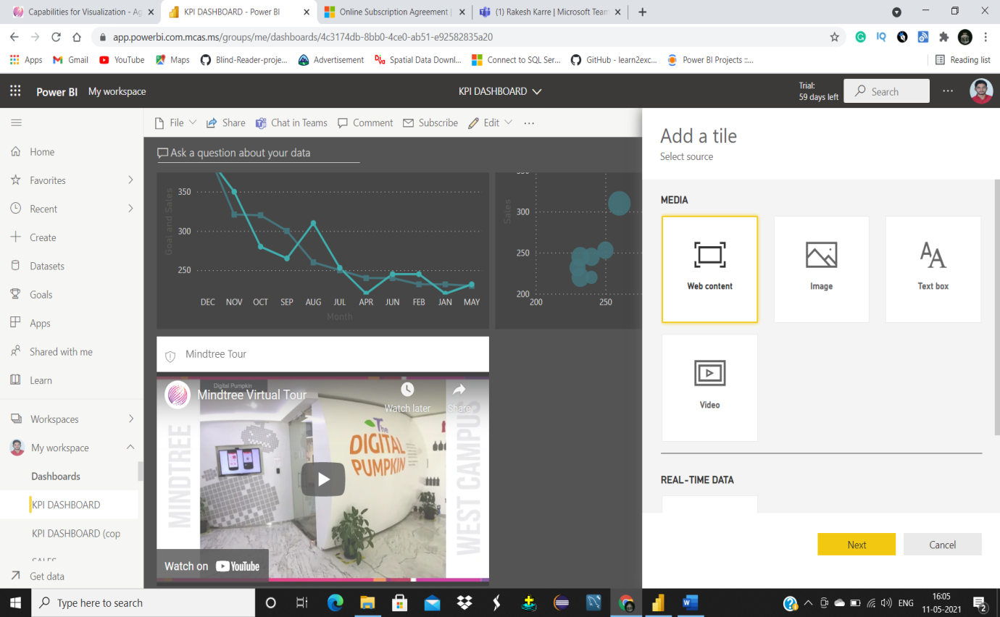 Capabilities for Visualization - Ag
KPI DASHBOARD - Power BI
Online Subscription Agreement |
(1) Rakesh Karre | Microsoft Team
app.powerbi.com.mcas.ms/groups/me/dashboards/4c3174db-8bb0-4ce0-ab51-e92582835a20
Apps
Gmail
YouTube
Maps
Blind-Reader-proje...
Advertisement
Spatial Data Downl...
Connect to SQL Ser...
GitHub - learn2exc...
Power BI Projects ::...
Reading list
Power BI
My workspace
KPI DASHBOARD
Trial:
59 days left
Search
Home
Favorites
Recent
Create
Datasets
Goals
Apps
Shared with me
Learn
Workspaces
My workspace
Dashboards
KPI DASHBOARD
KPI DASHBOARD (cop
SALES
Get data
File
Share
Chat in Teams
Comment
Subscribe
Edit
Ask a question about your data
Goal and Sales
350
300
250
DEC NOV OCT SEP AUG JUL APR JUN FEB JAN MAY
Month
Sales
350
300
250
200
200 250
Mindtree Tour
Digital Pumpkin
Mindtree Virtual Tour
Watch later
Share
MINDTREE
The
DIGITAL
PUMPKIN
WEST CAMPUS
Watch on YouTube
Add a tile
Select source
MEDIA
Web content
Image
Text box
Video
REAL-TIME DATA
Next
Cancel
Type here to search
ENG
16:05
11-05-2021
2